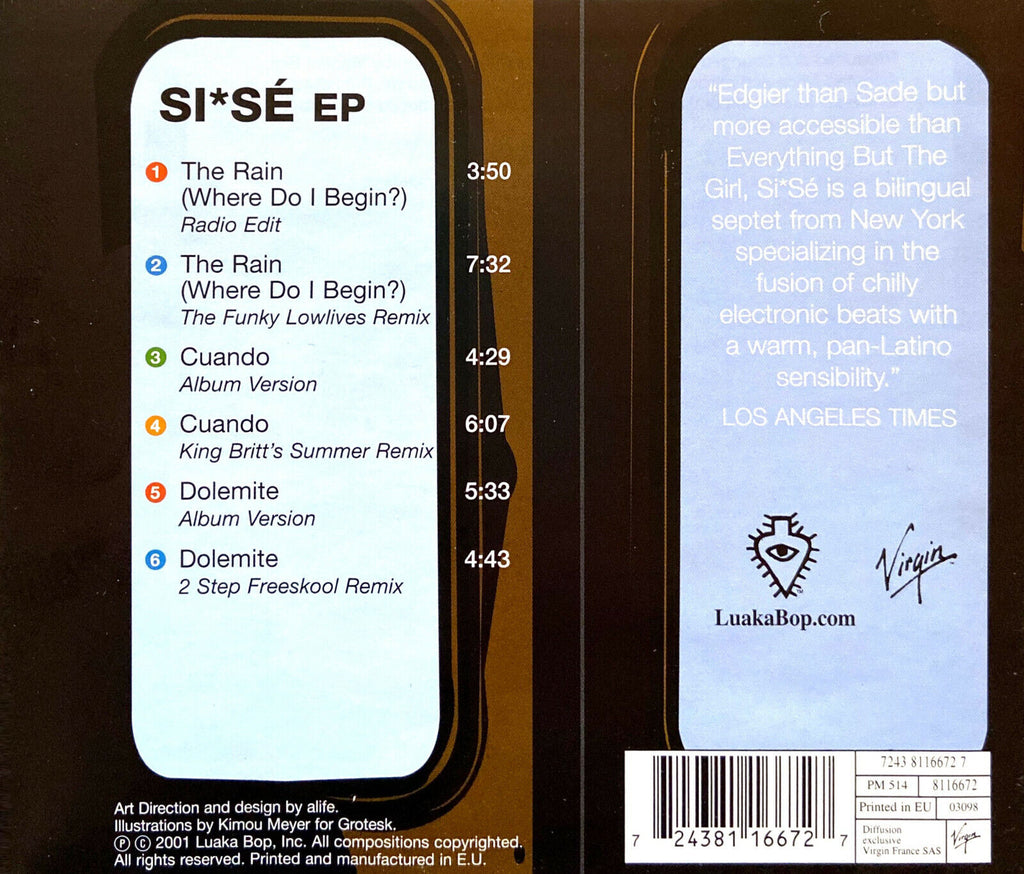 SI*SÉ EP
1 The Rain 3:50
(Where Do I Begin?)
Radio Edit
2 The Rain 7:32
(Where Do I Begin?)
The Funky Lowlives Remix
3 Cuando 4:29
Album Version
4 Cuando 6:07
King Britt's Summer Remix
5 Dolemite 5:33
Album Version
6 Dolemite 4:43
2 Step Freeskool Remix
Art Direction and design by alife.
Illustrations by Kimou Meyer for Grotesk.
℗ © 2001 Luaka Bop, Inc. All compositions copyrighted.
All rights reserved. Printed and manufactured in E.U.
“Edgier than Sade but
more accessible than
Everything But The
Girl, Si*Sé is a bilingual
septet from New York
specializing in the
fusion of chilly
electronic beats with
a warm, pan-Latino
sensibility.”
LOS ANGELES TIMES
LuakaBop.com
Virgin
7 24381 16672 7
7243 8116672 7
PM 514 8116672
Printed in EU 03098
Diffusion
exclusive
Virgin France SAS
Virgin